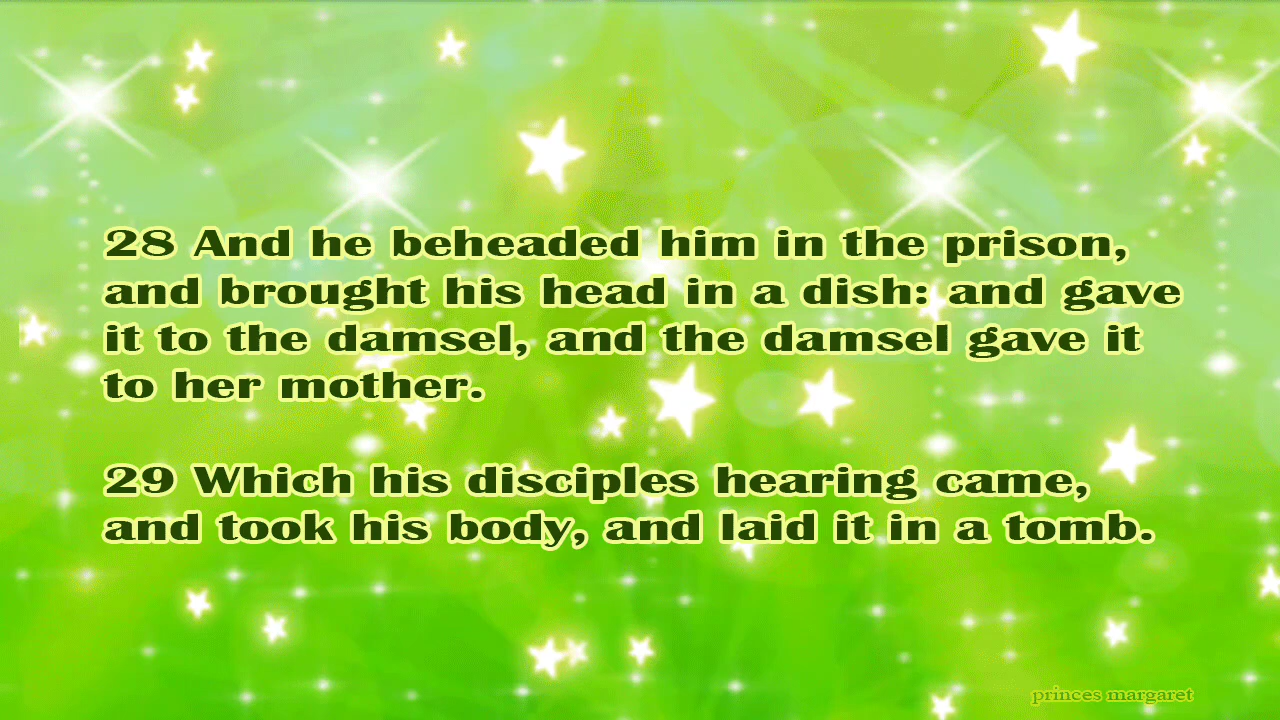 28 And he beheaded him in the prison,
and brought his head in a dish: and gave
it to the damsel, and the damsel gave it
to her mother.
29 Which his disciples hearing came,
and took his body, and laid it in a tomb.
princes margaret